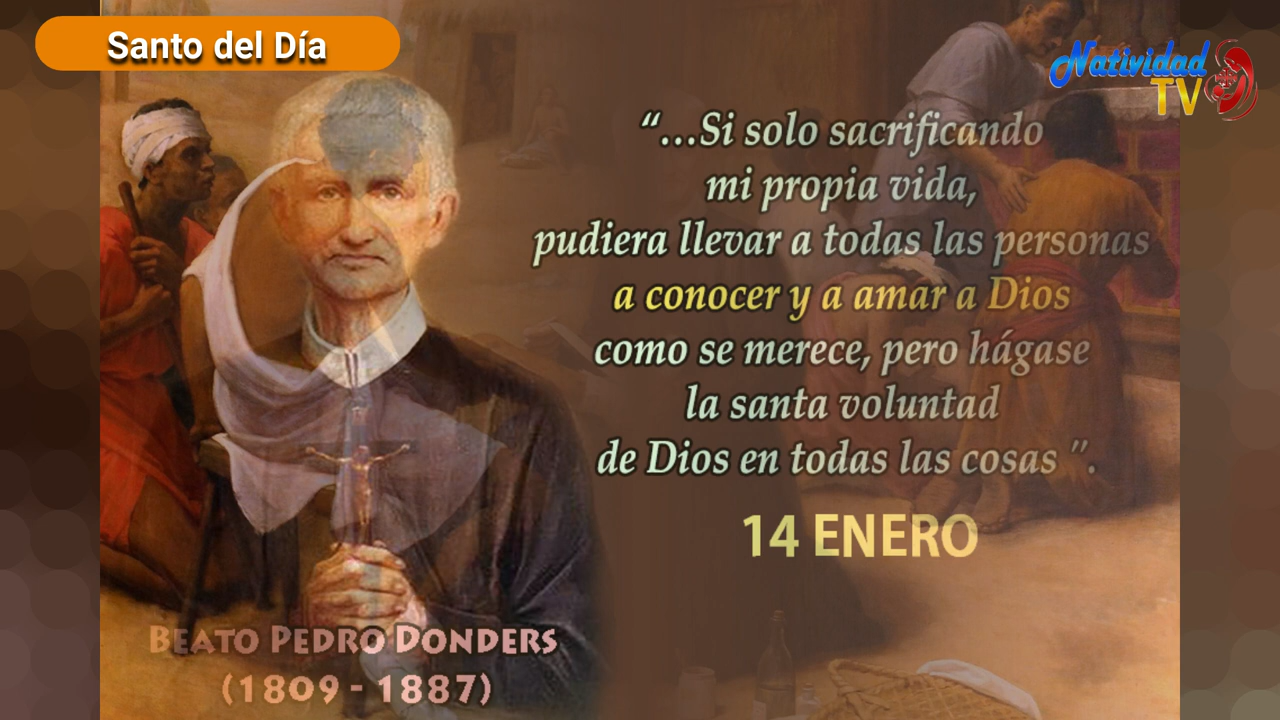 Santo del Día
Natividad
TV
“...Si solo sacrificando
mi propia vida,
pudiera llevar a todas las personas
a conocer y a amar a Dios
como se merece, pero hágase
la santa voluntad
de Dios en todas las cosas ”.
14 ENERO
BEATO PEDRO DONDERS
(1809 - 1887)